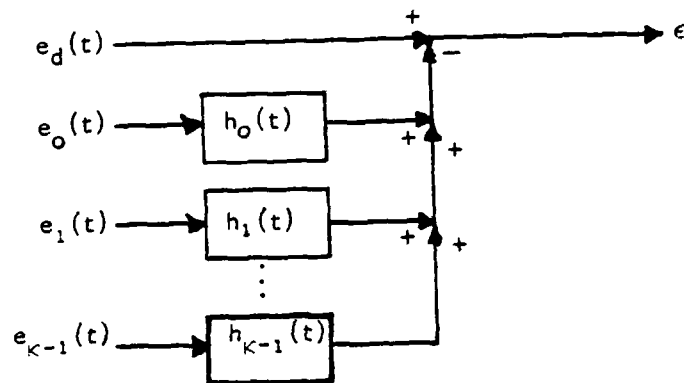 e_d(t) + − ε
e_o(t) h_o(t) + +
e_1(t) h_1(t) + +
⋮
e_{κ-1}(t) h_{κ-1}(t)